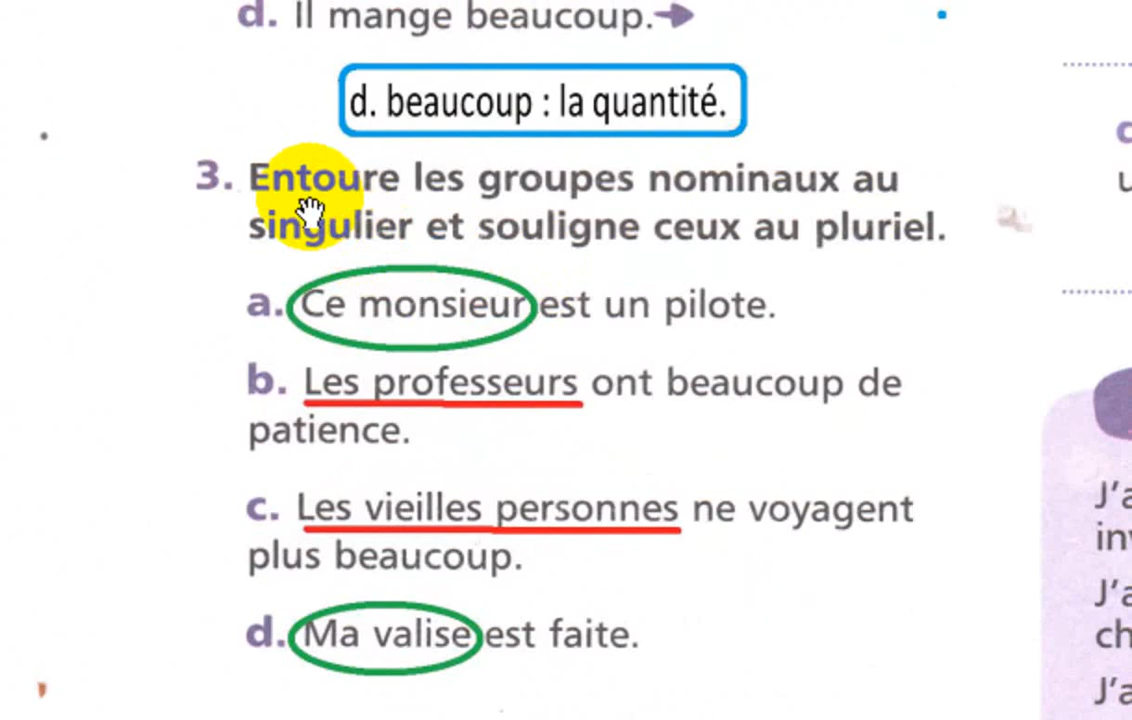 d. Il mange beaucoup.
d. beaucoup : la quantité.
3. Entoure les groupes nominaux au
singulier et souligne ceux au pluriel.
a. Ce monsieur est un pilote.
b. Les professeurs ont beaucoup de
patience.
c. Les vieilles personnes ne voyagent
plus beaucoup.
d. Ma valise est faite.
J'a
in
J'a
ch
J'a